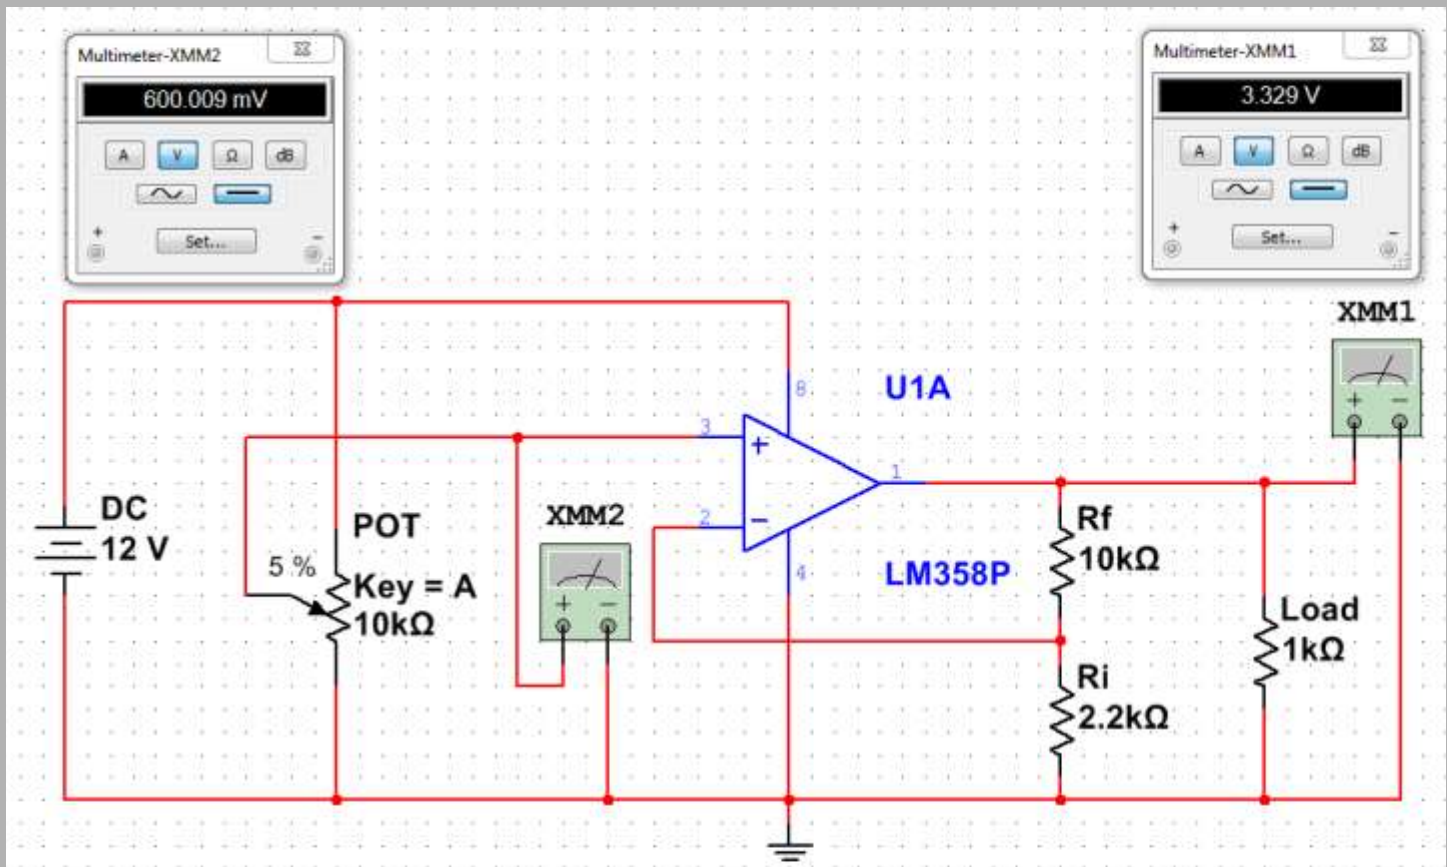 Multimeter-XMM2
600.009 mV
A
V
Ω
dB
+
Set...
−
Multimeter-XMM1
3.329 V
A
V
Ω
dB
+
Set...
−
XMM1
+ −
8
U1A
3
+
1
DC
12 V
POT
5 %
Key = A
10kΩ
XMM2
+ −
2
−
4
LM358P
Rf
10kΩ
Load
1kΩ
Ri
2.2kΩ